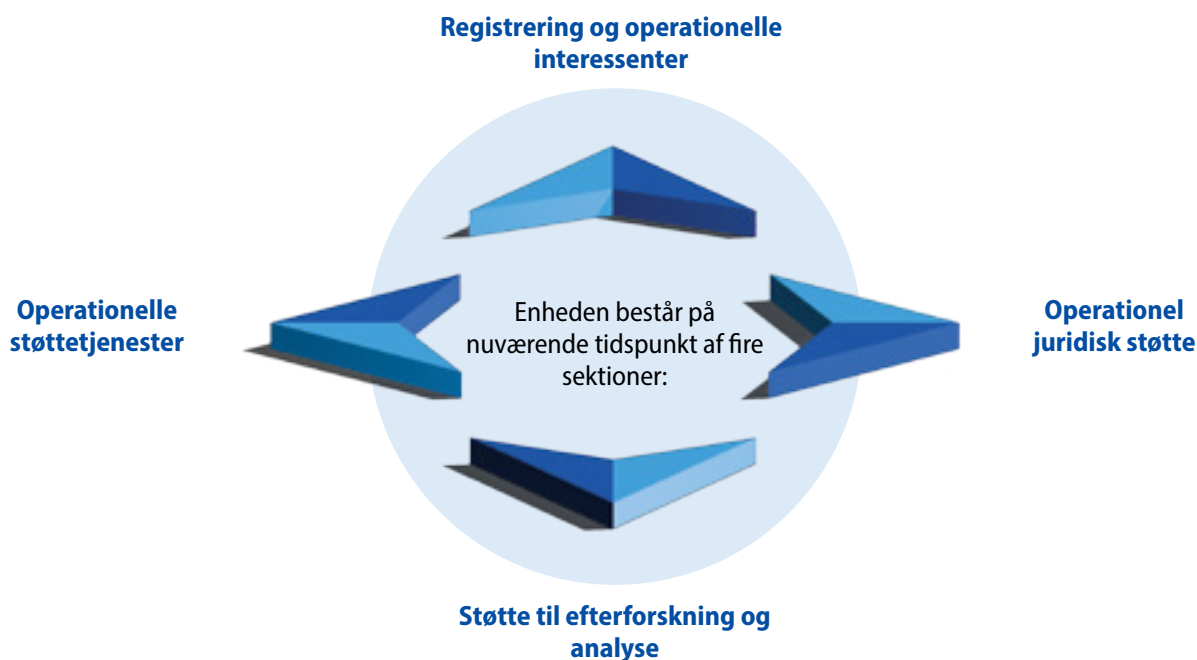 Registrering og operationelle
interessenter
Operationelle
støttetjenester
Enheden består på
nuværende tidspunkt af fire
sektioner:
Operationel
juridisk støtte
Støtte til efterforskning og
analyse